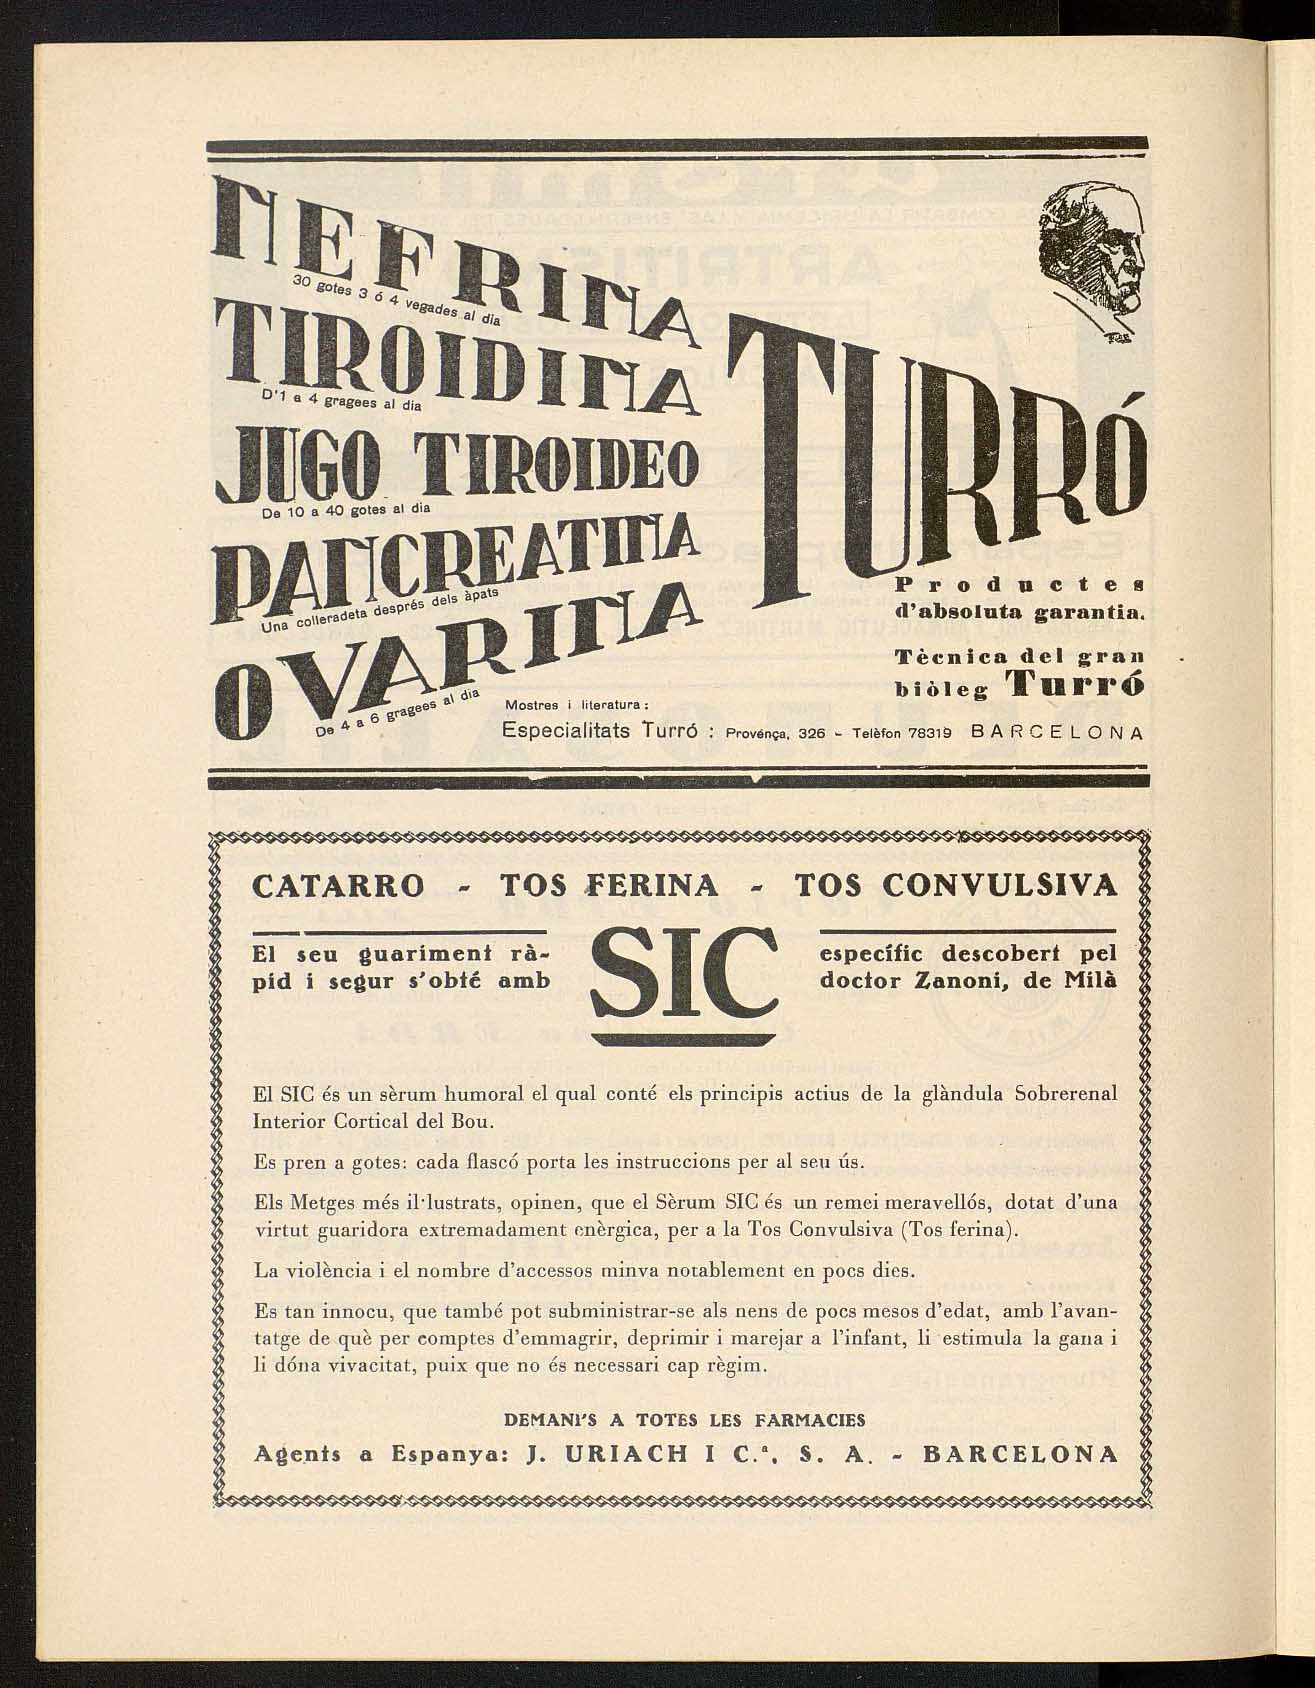 NEFRINA
30 gotes 3 ó 4 vegades al dia
TIROIDINA
D'1 a 4 gragees al dia
JUGO TIROIDEO
De 10 a 40 gotes al dia
PANCREATINA
Una colleradeta després dels àpats
OVARINA
De 4 a 6 gragees al dia
TURRÓ
Productes
d'absoluta garantia.
Tècnica del gran
biòleg Turró
Mostres i literatura:
Especialitats Turró : Provénça, 326 - Telèfon 78319 BARCELONA
CATARRO - TOS FERINA - TOS CONVULSIVA
El seu guariment rà-
pid i segur s'obté amb
SIC
específic descobert pel
doctor Zanoni, de Milà
El SIC és un sèrum humoral el qual conté els principis actius de la glàndula Sobrerenal
Interior Cortical del Bou.
Es pren a gotes: cada flascó porta les instruccions per al seu ús.
Els Metges més il·lustrats, opinen, que el Sèrum SIC és un remei meravellós, dotat d'una
virtut guaridora extremadament enèrgica, per a la Tos Convulsiva (Tos ferina).
La violència i el nombre d'accessos minva notablement en pocs dies.
Es tan innocu, que també pot subministrar-se als nens de pocs mesos d'edat, amb l'avan-
tatge de què per comptes d'emmagrir, deprimir i marejar a l'infant, li estimula la gana i
li dóna vivacitat, puix que no és necessari cap règim.
DEMANI'S A TOTES LES FARMACIES
Agents a Espanya: J. URIACH I C.ª, S. A. - BARCELONA